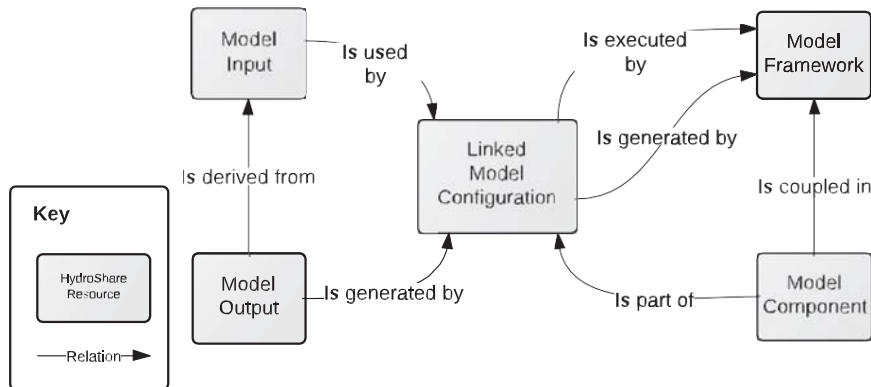 Model
Input
Is used
by
Is executed
by
Model
Framework
Linked
Model
Configuration
Is generated by
Is derived from
Is coupled in
Key
HydroShare
Resource
Relation
Model
Output
Is generated by
Is part of
Model
Component